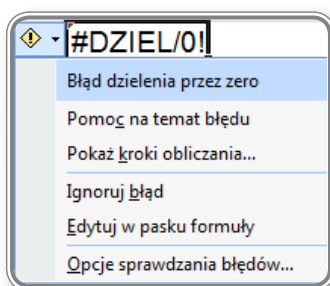 #DZIEL/0!
Błąd dzielenia przez zero
Pomoc na temat błędu
Pokaż kroki obliczania...
Ignoruj błąd
Edytuj w pasku formuły
Opcje sprawdzania błędów...